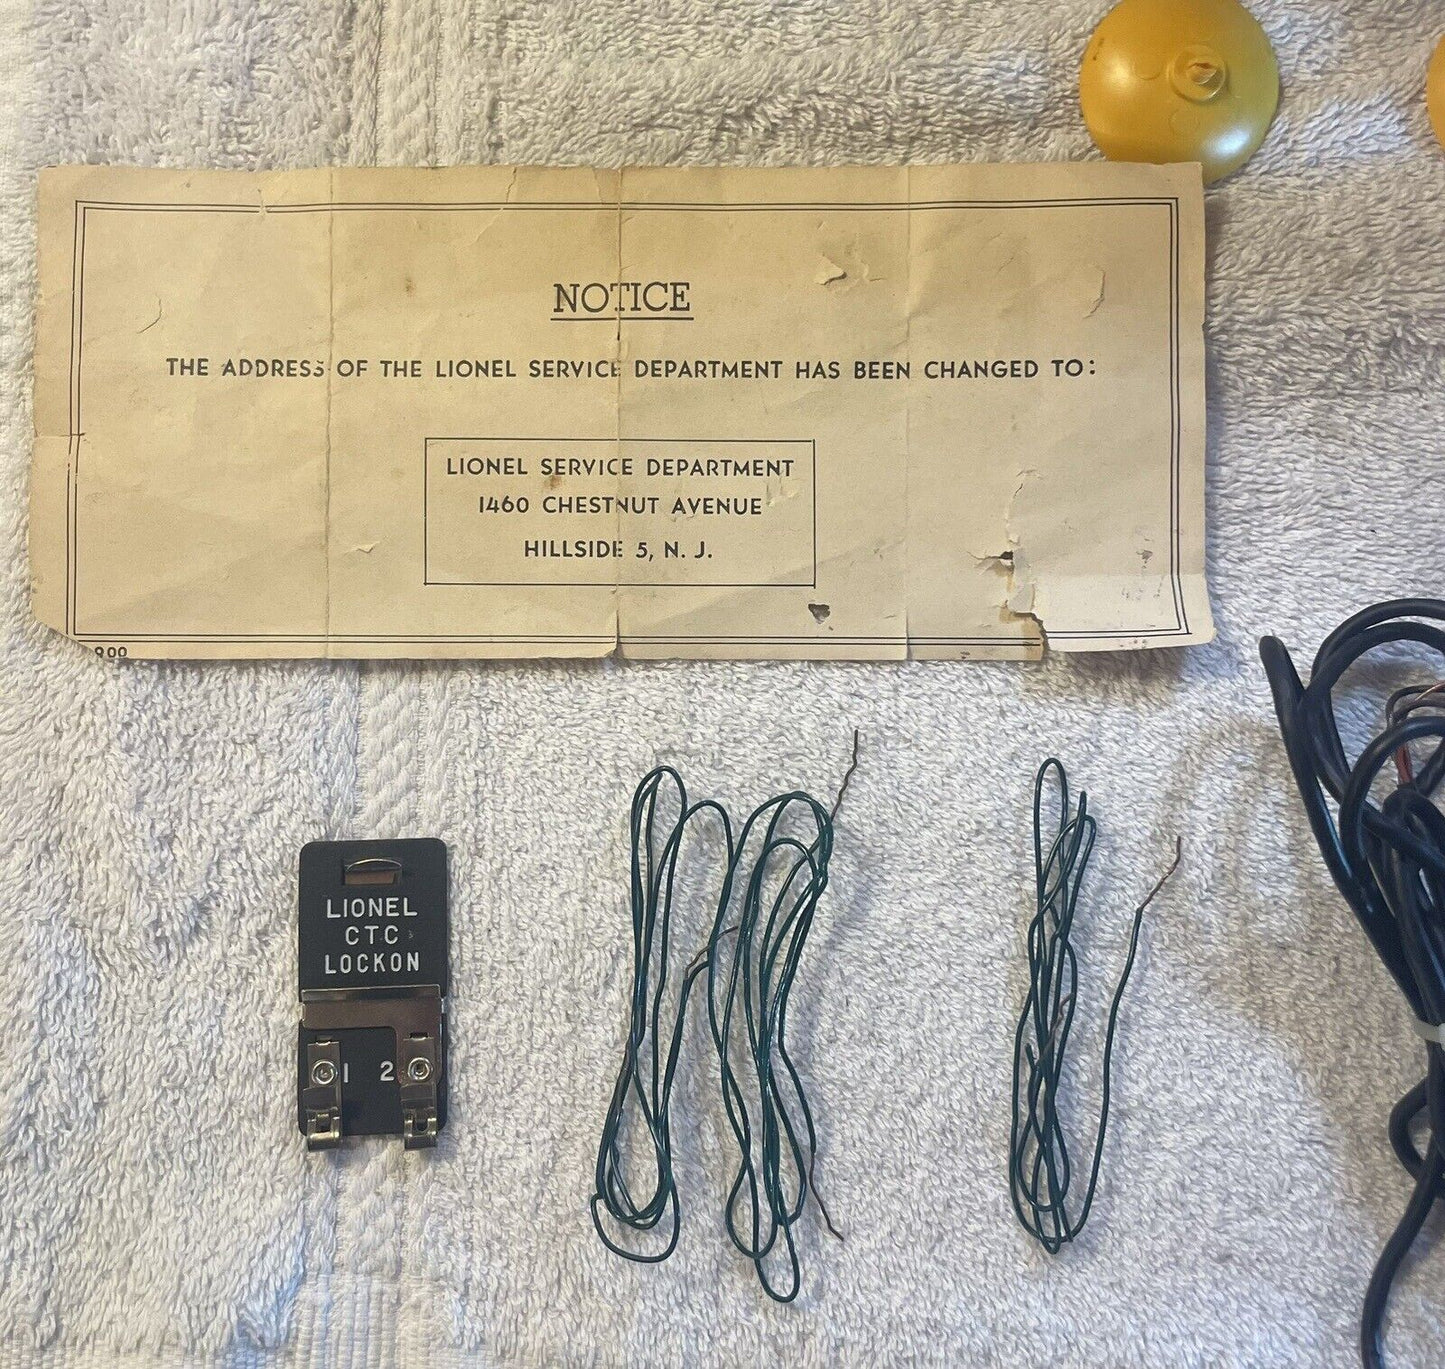 NOTICE
THE ADDRESS OF THE LIONEL SERVICE DEPARTMENT HAS BEEN CHANGED TO:
LIONEL SERVICE DEPARTMENT
1460 CHESTNUT AVENUE
HILLSIDE 5, N. J.
900
LIONEL
CTC
LOCKON
1 2